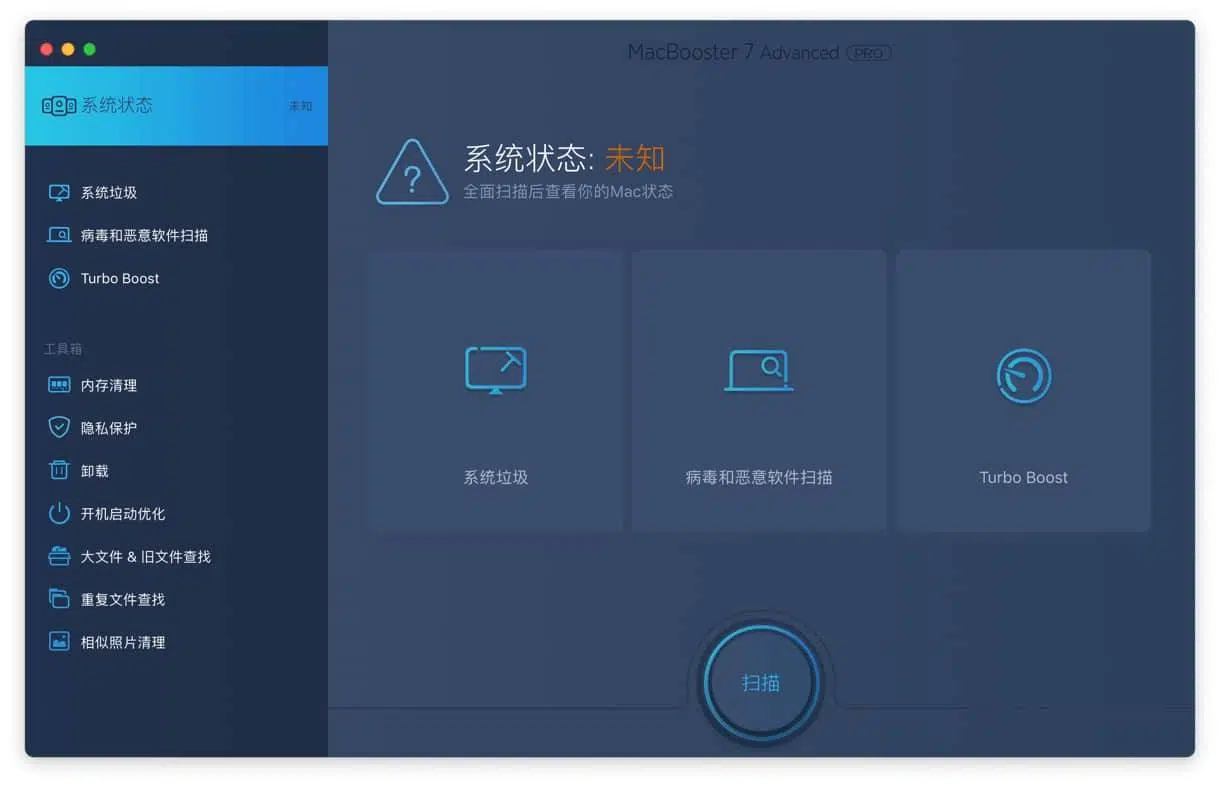 MacBooster 7 Advanced PRO
系统状态 未知
系统垃圾
病毒和恶意软件扫描
Turbo Boost
工具箱
内存清理
隐私保护
卸载
开机启动优化
大文件 & 旧文件查找
重复文件查找
相似照片清理
系统状态: 未知
全面扫描后查看你的Mac状态
系统垃圾
病毒和恶意软件扫描
Turbo Boost
扫描